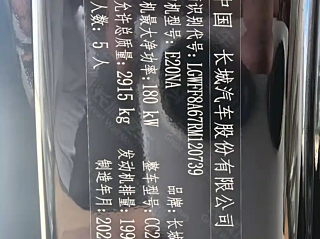 中国 长城汽车股份有限公司
识别代号: LGWFF8A67RM120739
品牌: 长城
机型号: E20NA
整车型号: CC2
机最大净功率: 180 kW
发动机排量: 199
允许总质量: 2915 kg
制造年月: 202
人数: 5 人